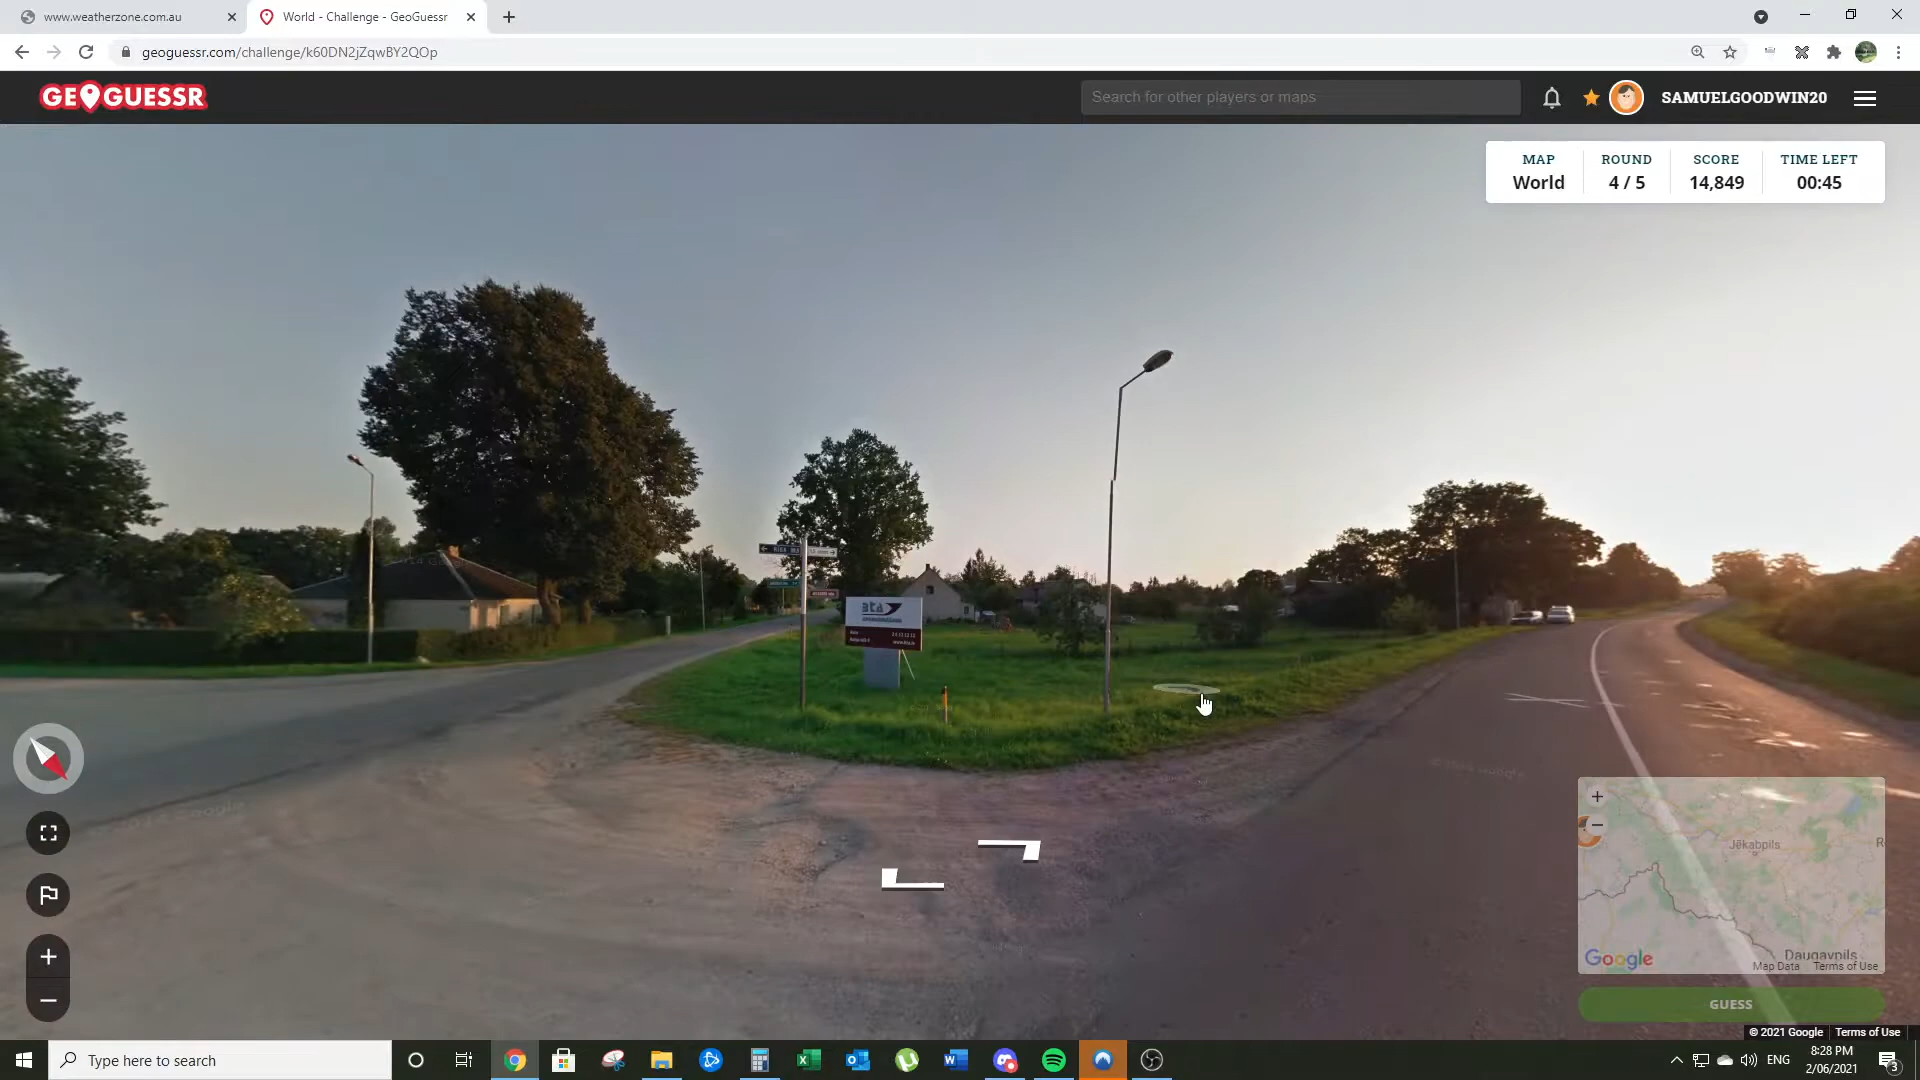 www.weatherzone.com.au
World - Challenge - GeoGuessr
geoguessr.com/challenge/k60DN2jZqwBY2QOp
GEOGUESSR
Search for other players or maps
SAMUELGOODWIN20
MAP
World
ROUND
4 / 5
SCORE
14,849
TIME LEFT
00:45
ata
Jēkabpils
R
Daugavpils
Google
Map Data
Terms of Use
GUESS
© 2021 Google
Terms of Use
Type here to search
ENG
8:28 PM
2/06/2021
3